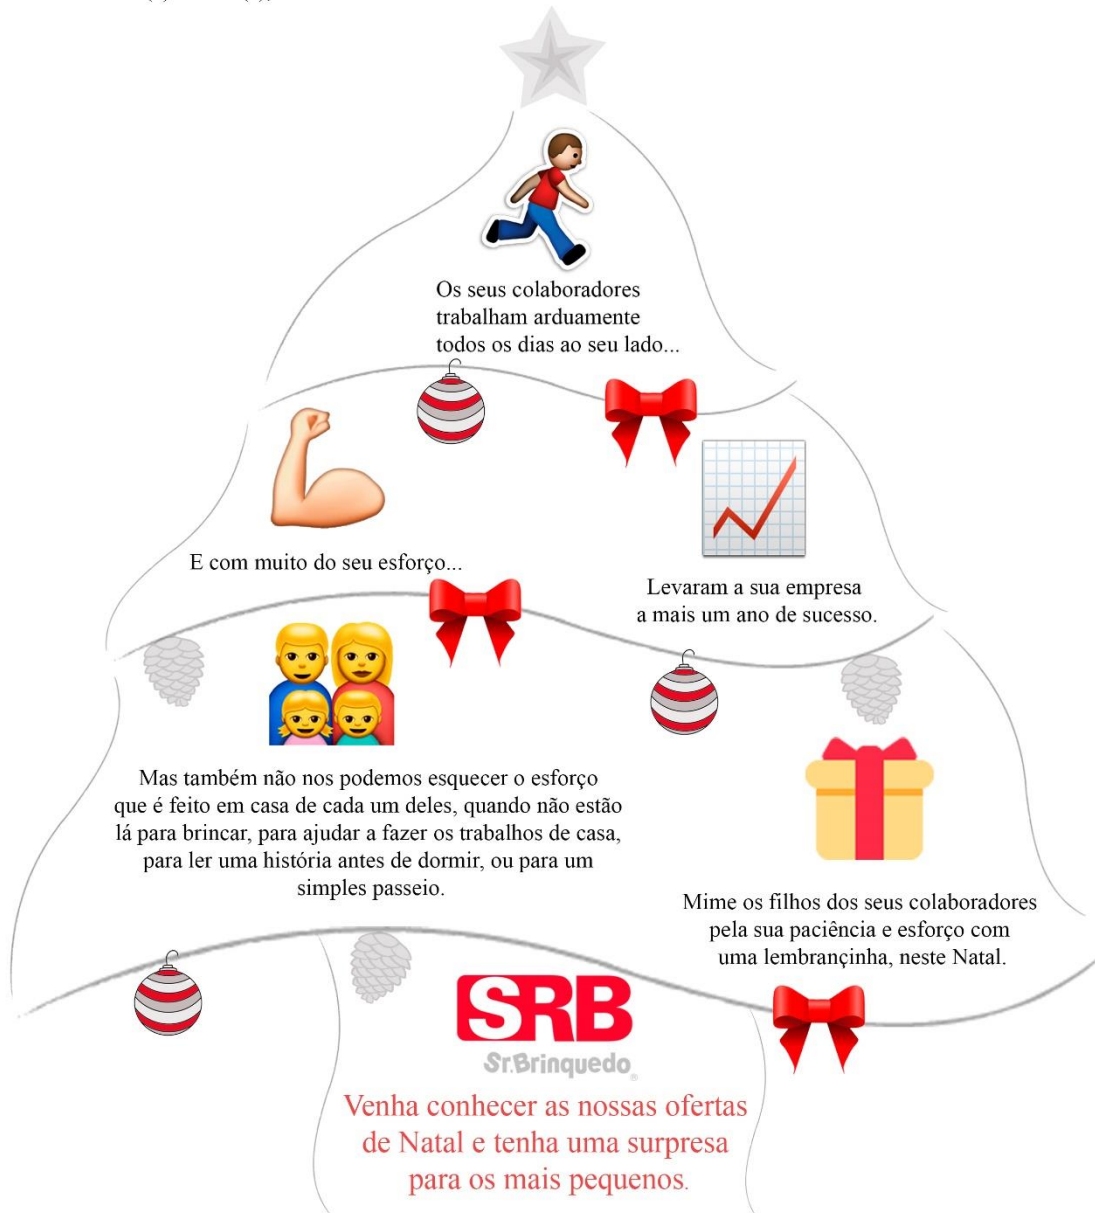 Os seus colaboradores
trabalham arduamente
todos os dias ao seu lado...
E com muito do seu esforço...
Levaram a sua empresa
a mais um ano de sucesso.
Mas também não nos podemos esquecer o esforço
que é feito em casa de cada um deles, quando não estão
lá para brincar, para ajudar a fazer os trabalhos de casa,
para ler uma história antes de dormir, ou para um
simples passeio.
Mime os filhos dos seus colaboradores
pela sua paciência e esforço com
uma lembrançinha, neste Natal.
SRB
Sr.Brinquedo
Venha conhecer as nossas ofertas
de Natal e tenha uma surpresa
para os mais pequenos.